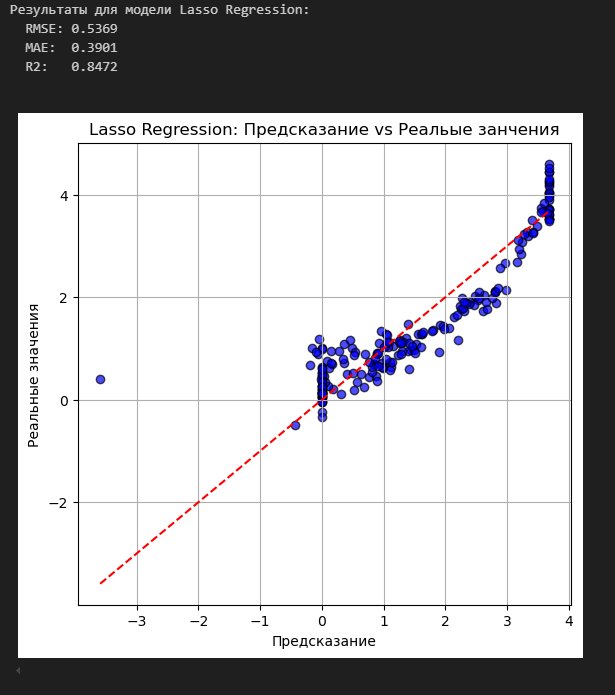 Результаты для модели Lasso Regression:
RMSE: 0.5369
MAE: 0.3901
R2: 0.8472
Lasso Regression: Предсказание vs Реальые занчения
4
2
0
−2
Реальные значения
−3 −2 −1 0 1 2 3 4
Предсказание